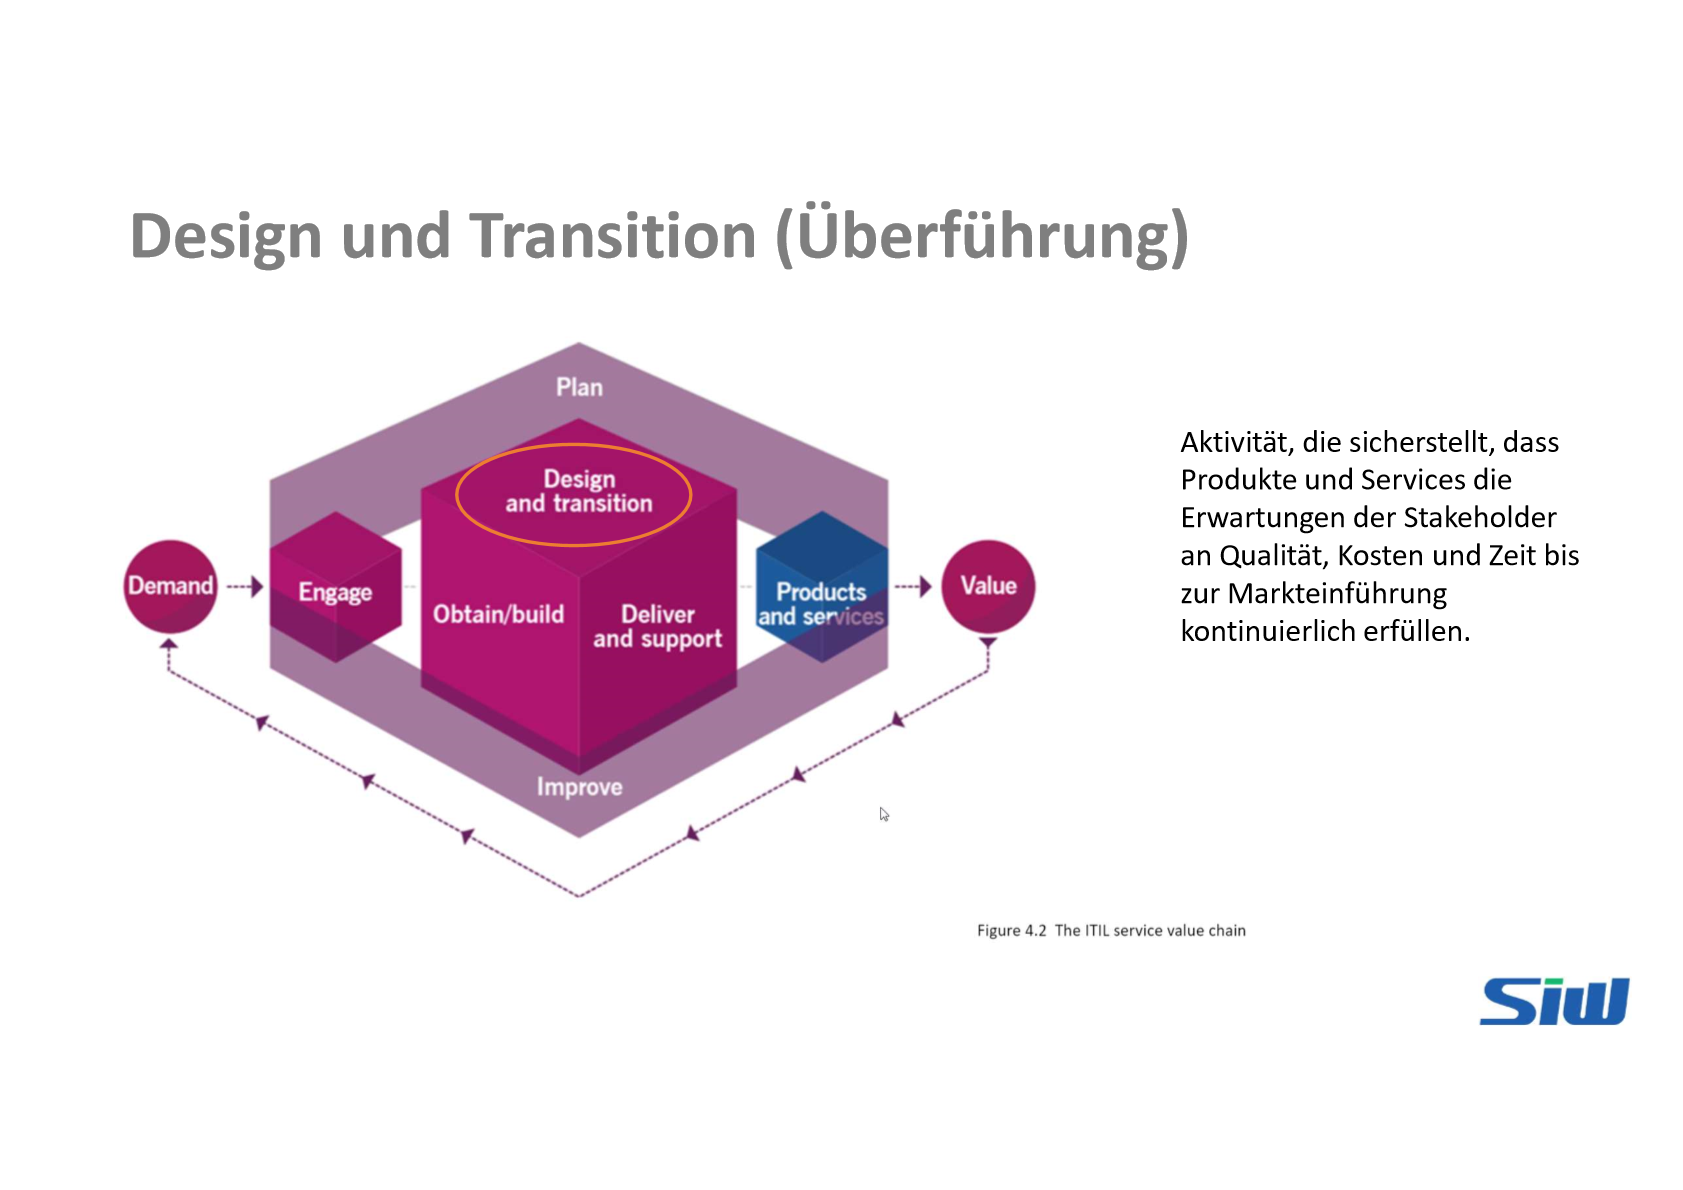 Design und Transition (Überführung)
Plan
Design
and transition
Demand
Engage
Obtain/build
Deliver
and support
Products
and services
Value
Improve
Aktivität, die sicherstellt, dass
Produkte und Services die
Erwartungen der Stakeholder
an Qualität, Kosten und Zeit bis
zur Markteinführung
kontinuierlich erfüllen.
Figure 4.2 The ITIL service value chain
Siw